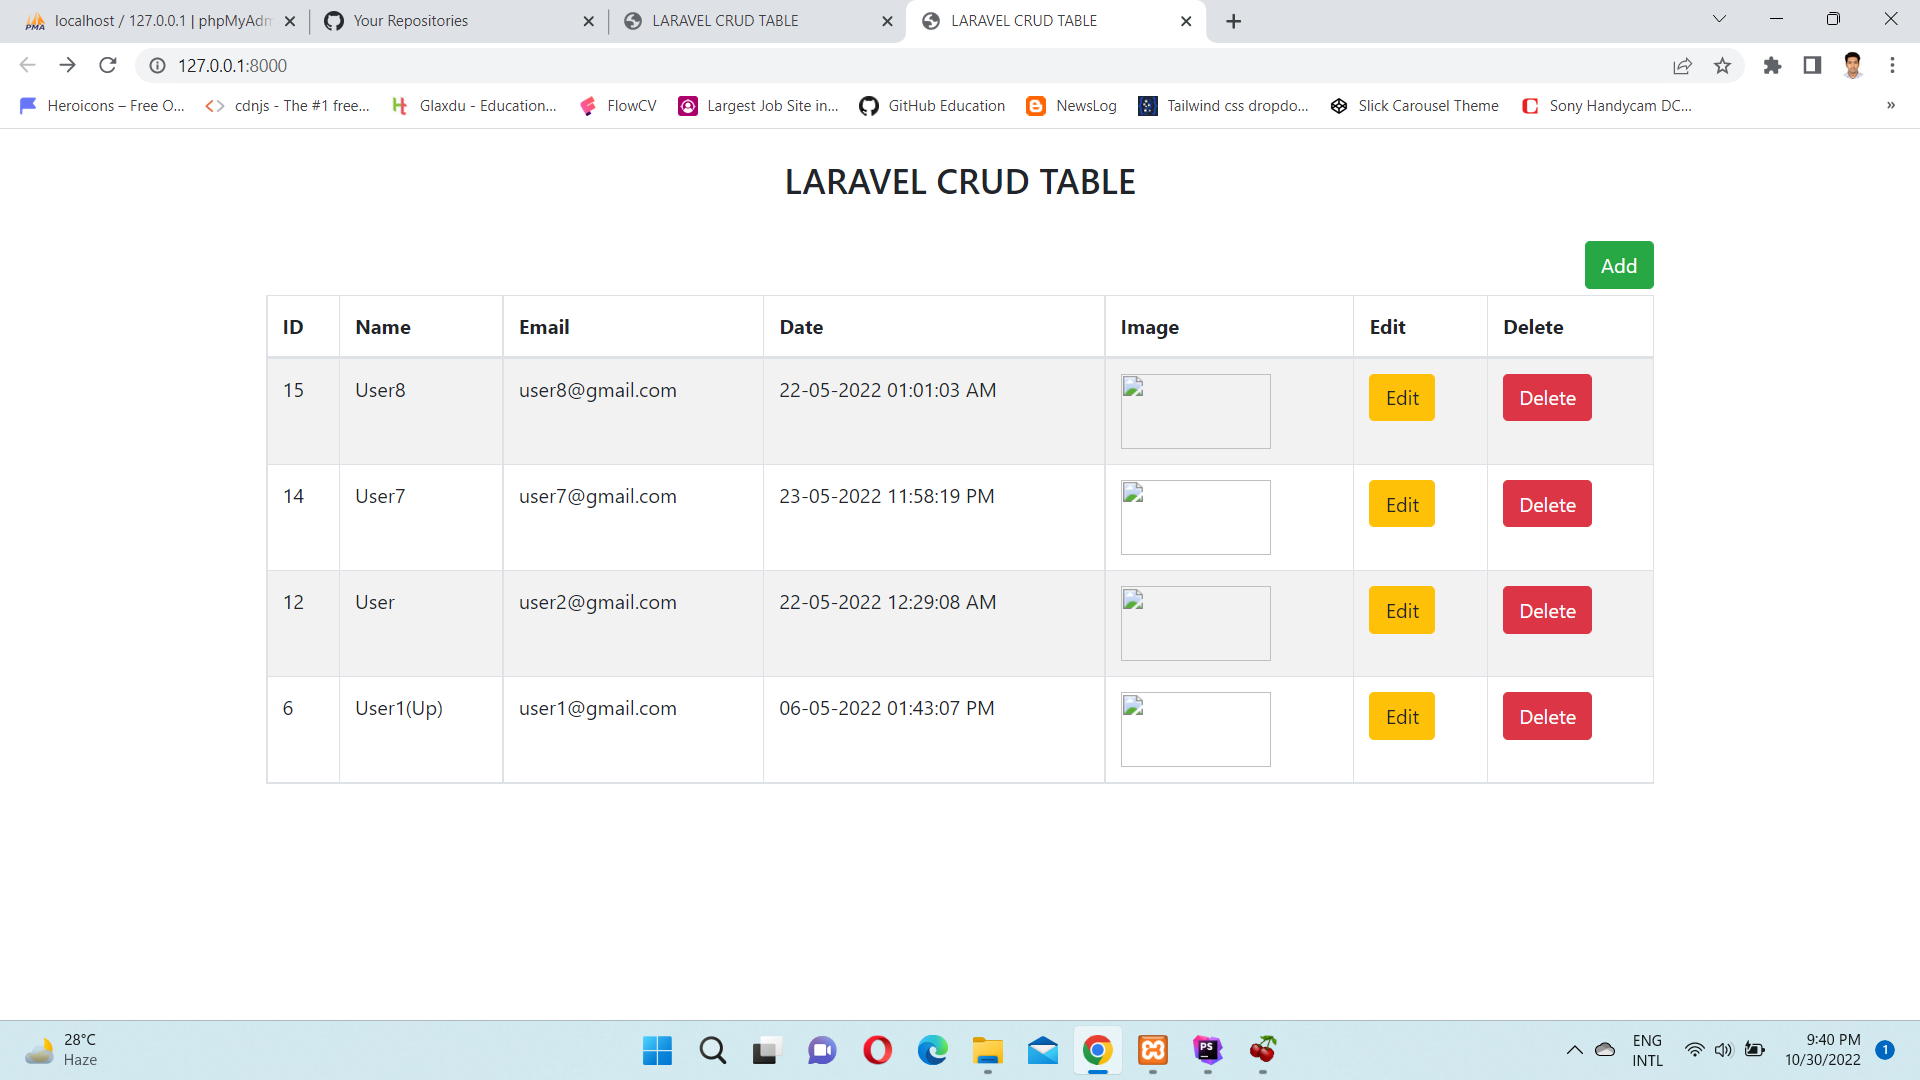 localhost / 127.0.0.1 | phpMyAdm
Your Repositories
LARAVEL CRUD TABLE
LARAVEL CRUD TABLE
127.0.0.1:8000
Heroicons – Free O...
cdnjs - The #1 free...
Glaxdu - Education...
FlowCV
Largest Job Site in...
GitHub Education
NewsLog
Tailwind css dropdo...
Slick Carousel Theme
Sony Handycam DC...
»
LARAVEL CRUD TABLE
Add
ID Name Email Date Image Edit Delete
15 User8 user8@gmail.com 22-05-2022 01:01:03 AM Edit Delete
14 User7 user7@gmail.com 23-05-2022 11:58:19 PM Edit Delete
12 User user2@gmail.com 22-05-2022 12:29:08 AM Edit Delete
6 User1(Up) user1@gmail.com 06-05-2022 01:43:07 PM Edit Delete
28°C
Haze
ENG
INTL
9:40 PM
10/30/2022
1